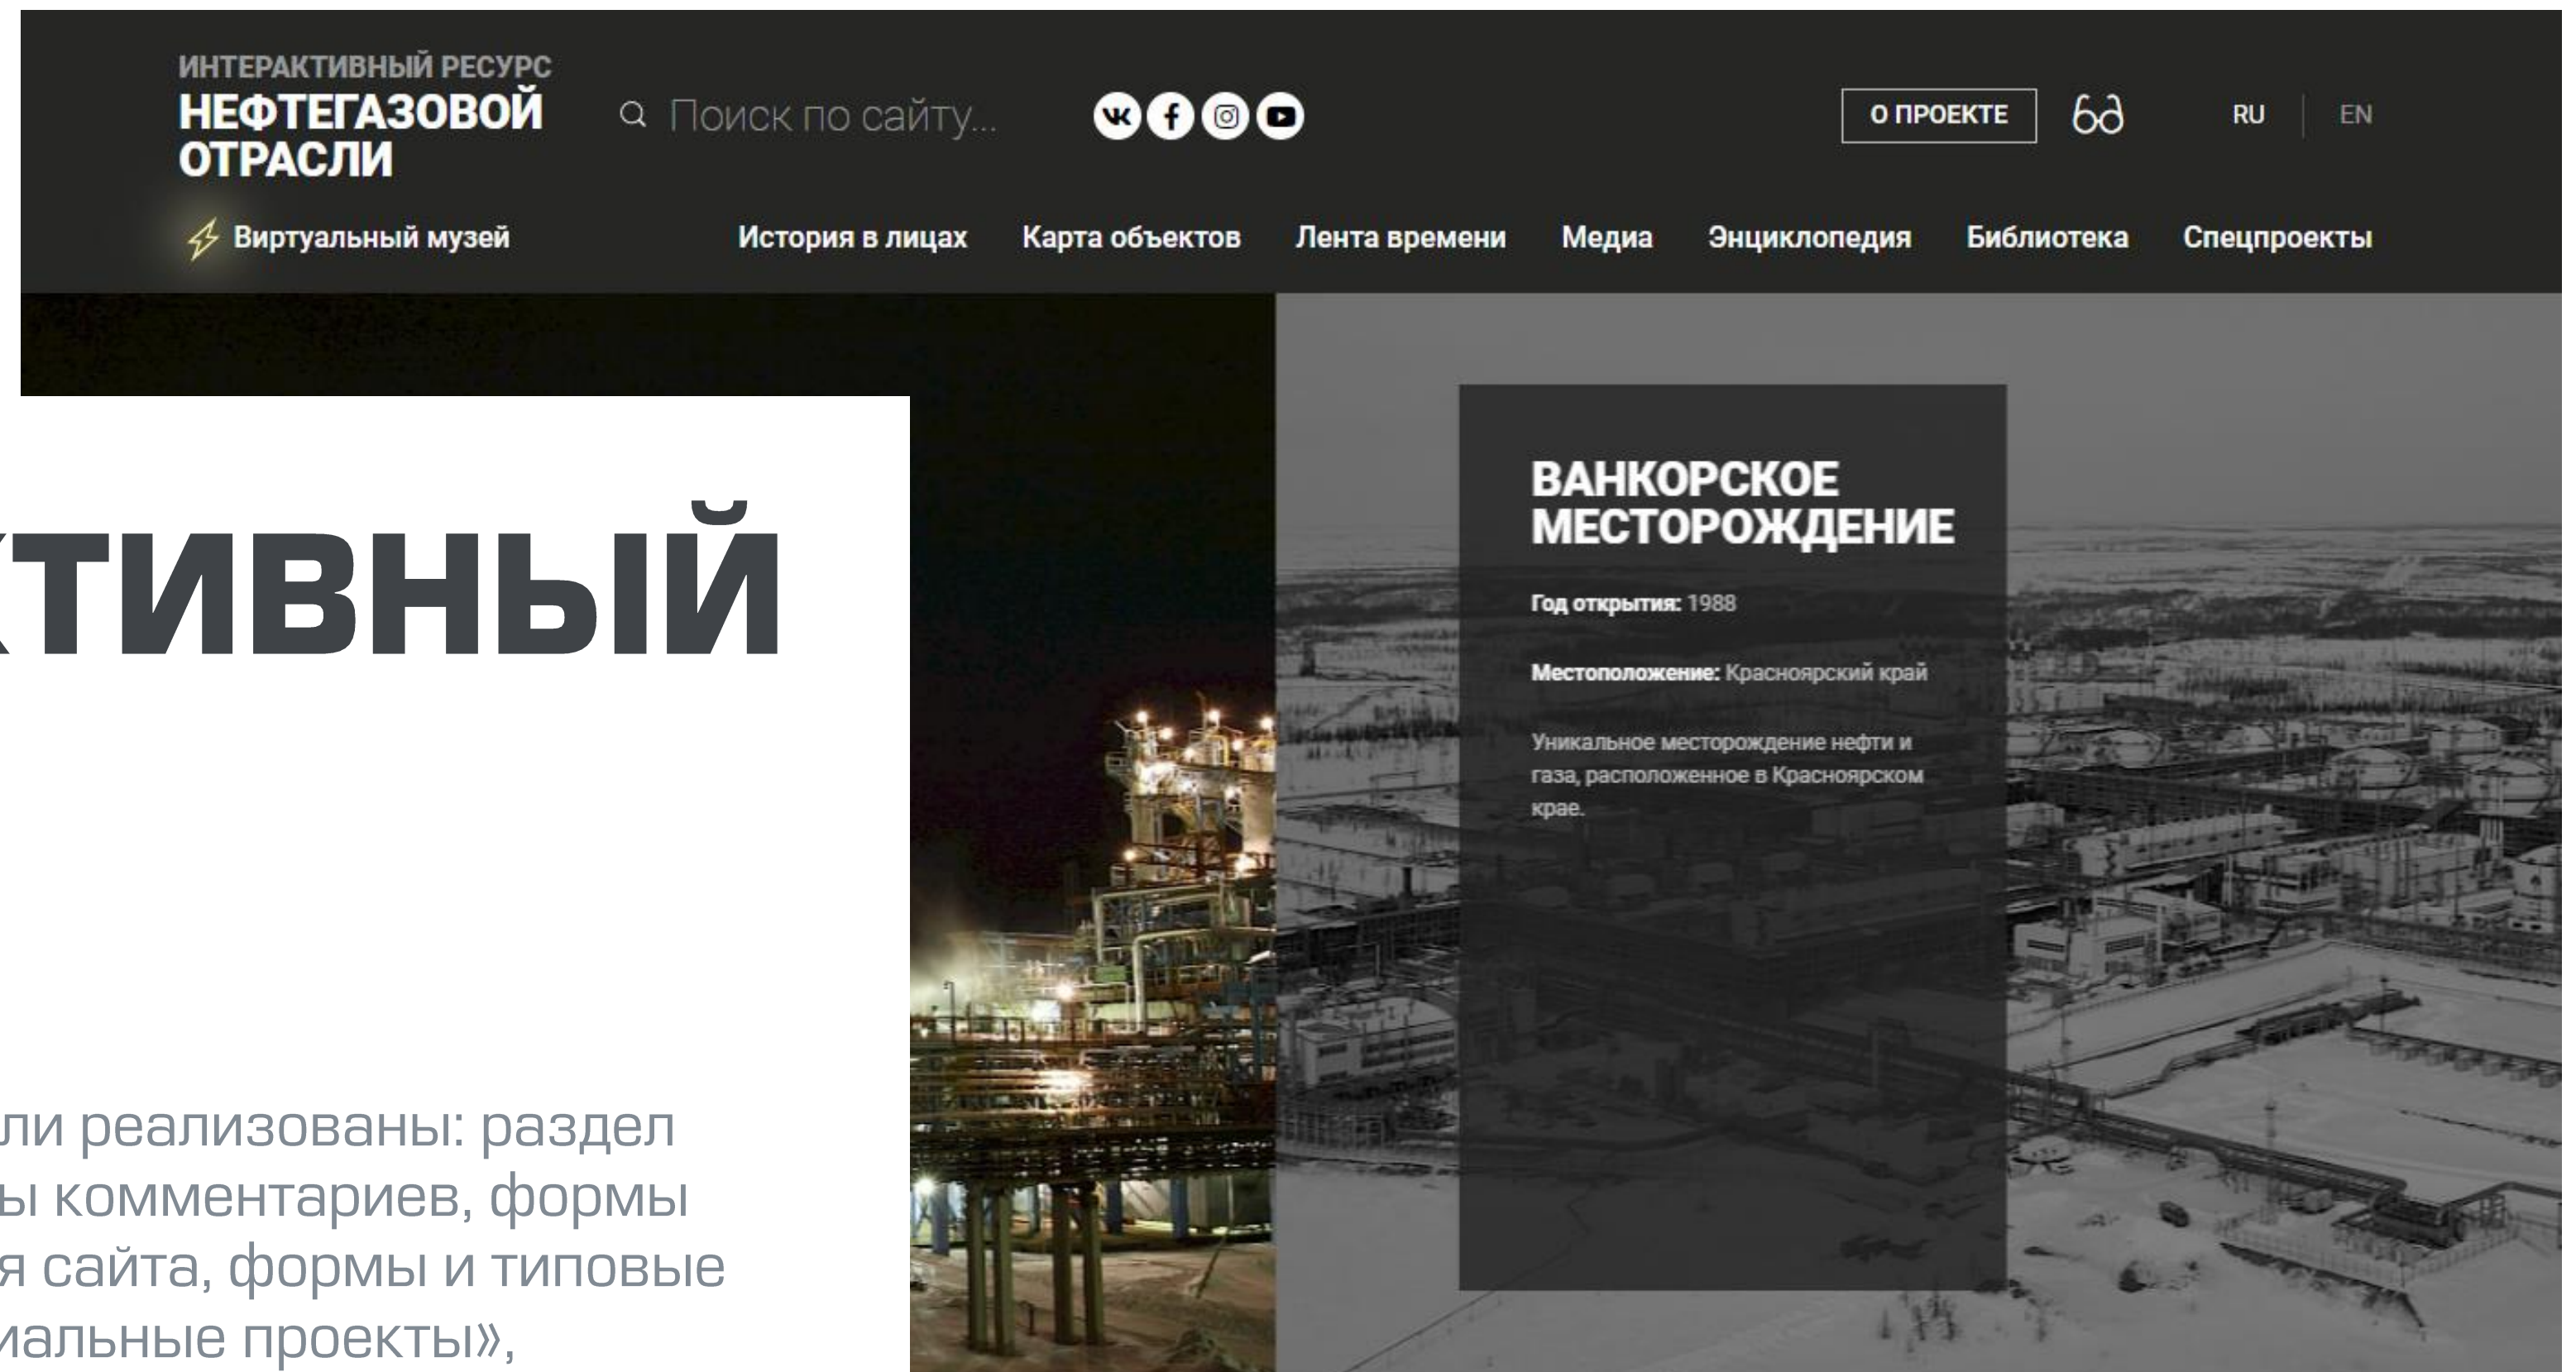 ИНТЕРАКТИВНЫЙ РЕСУРС
НЕФТЕГАЗОВОЙ
ОТРАСЛИ
Поиск по сайту...
О ПРОЕКТЕ
RU
EN
Виртуальный музей
История в лицах
Карта объектов
Лента времени
Медиа
Энциклопедия
Библиотека
Спецпроекты
КТИВНЫЙ
ли реализованы: раздел
ы комментариев, формы
я сайта, формы и типовые
иальные проекты»,
ВАНКОРСКОЕ
МЕСТОРОЖДЕНИЕ
Год открытия: 1988
Местоположение: Красноярский край
Уникальное месторождение нефти и
газа, расположенное в Красноярском
крае.